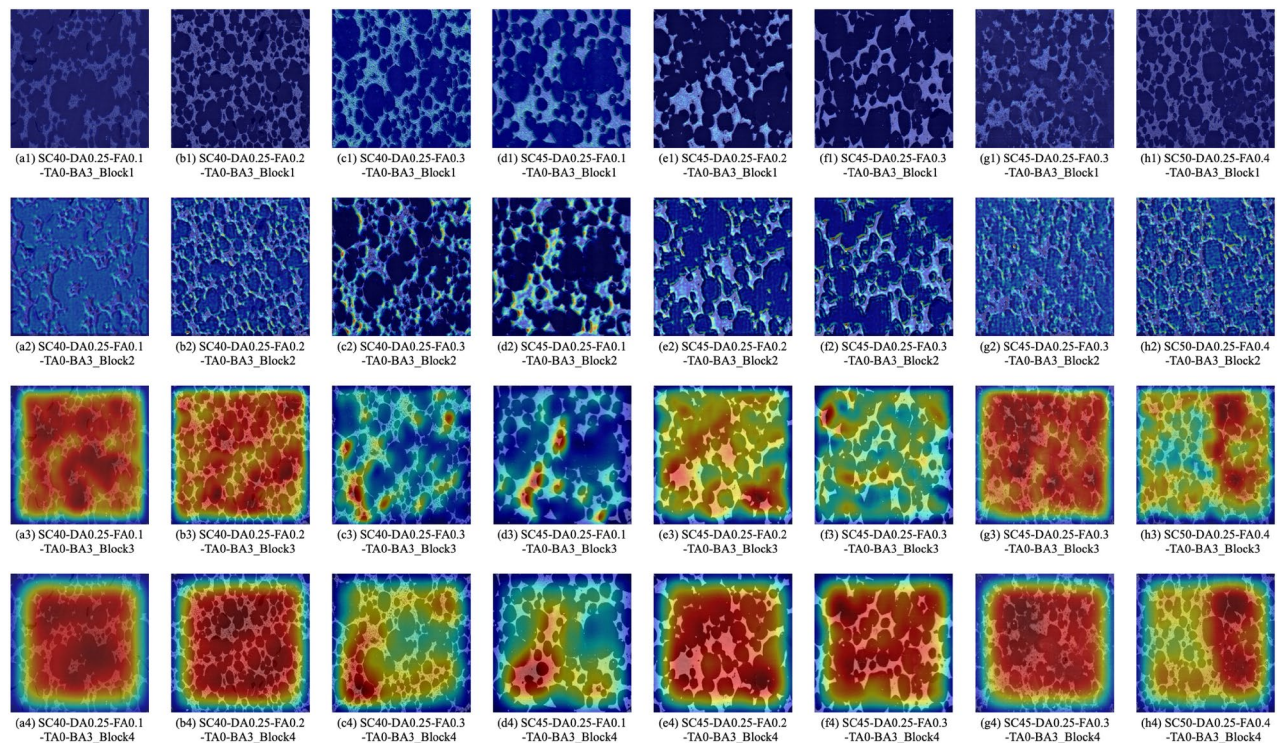 (a1) SC40-DA0.25-FA0.1
-TA0-BA3_Block1
(b1) SC40-DA0.25-FA0.2
-TA0-BA3_Block1
(c1) SC40-DA0.25-FA0.3
-TA0-BA3_Block1
(d1) SC45-DA0.25-FA0.1
-TA0-BA3_Block1
(e1) SC45-DA0.25-FA0.2
-TA0-BA3_Block1
(f1) SC45-DA0.25-FA0.3
-TA0-BA3_Block1
(g1) SC45-DA0.25-FA0.3
-TA0-BA3_Block1
(h1) SC50-DA0.25-FA0.4
-TA0-BA3_Block1
(a2) SC40-DA0.25-FA0.1
-TA0-BA3_Block2
(b2) SC40-DA0.25-FA0.2
-TA0-BA3_Block2
(c2) SC40-DA0.25-FA0.3
-TA0-BA3_Block2
(d2) SC45-DA0.25-FA0.1
-TA0-BA3_Block2
(e2) SC45-DA0.25-FA0.2
-TA0-BA3_Block2
(f2) SC45-DA0.25-FA0.3
-TA0-BA3_Block2
(g2) SC45-DA0.25-FA0.3
-TA0-BA3_Block2
(h2) SC50-DA0.25-FA0.4
-TA0-BA3_Block2
(a3) SC40-DA0.25-FA0.1
-TA0-BA3_Block3
(b3) SC40-DA0.25-FA0.2
-TA0-BA3_Block3
(c3) SC40-DA0.25-FA0.3
-TA0-BA3_Block3
(d3) SC45-DA0.25-FA0.1
-TA0-BA3_Block3
(e3) SC45-DA0.25-FA0.2
-TA0-BA3_Block3
(f3) SC45-DA0.25-FA0.3
-TA0-BA3_Block3
(g3) SC45-DA0.25-FA0.3
-TA0-BA3_Block3
(h3) SC50-DA0.25-FA0.4
-TA0-BA3_Block3
(a4) SC40-DA0.25-FA0.1
-TA0-BA3_Block4
(b4) SC40-DA0.25-FA0.2
-TA0-BA3_Block4
(c4) SC40-DA0.25-FA0.3
-TA0-BA3_Block4
(d4) SC45-DA0.25-FA0.1
-TA0-BA3_Block4
(e4) SC45-DA0.25-FA0.2
-TA0-BA3_Block4
(f4) SC45-DA0.25-FA0.3
-TA0-BA3_Block4
(g4) SC45-DA0.25-FA0.3
-TA0-BA3_Block4
(h4) SC50-DA0.25-FA0.4
-TA0-BA3_Block4